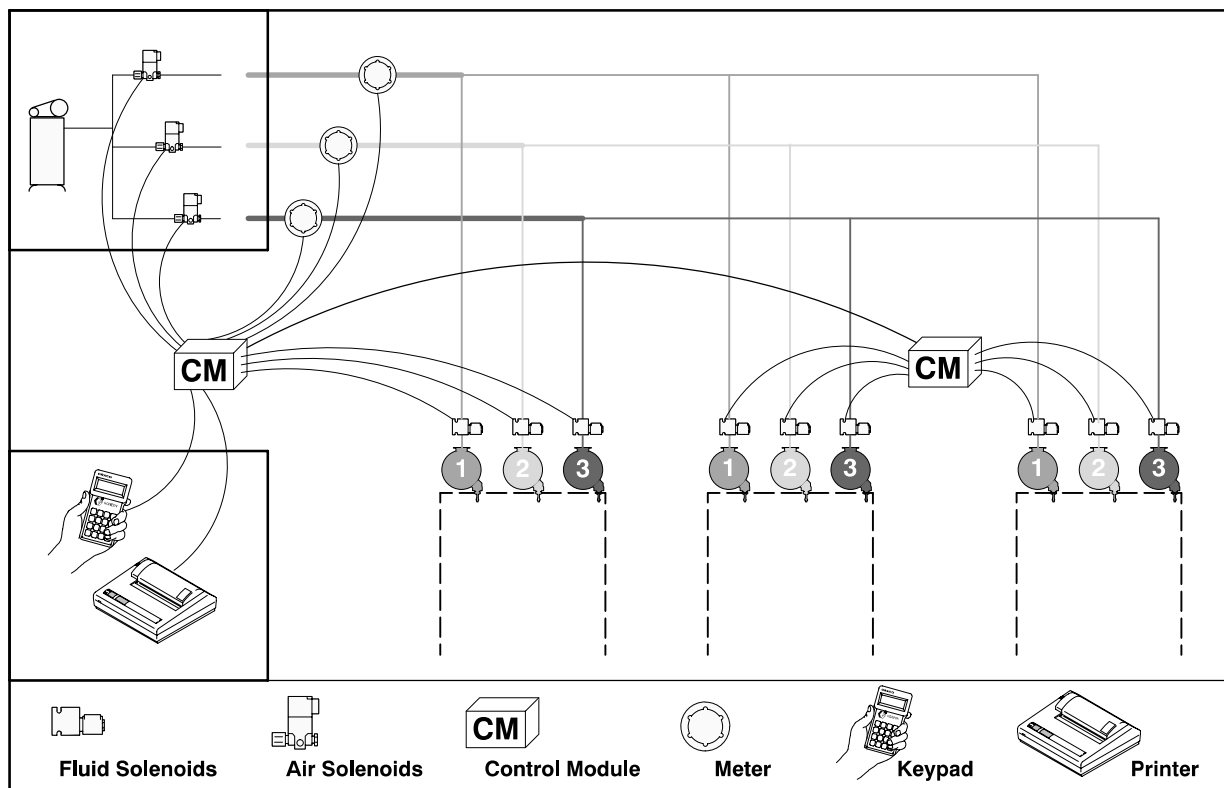 CM
CM
1 2 3
1 2 3
1 2 3
CM
Fluid Solenoids
Air Solenoids
Control Module
Meter
Keypad
Printer